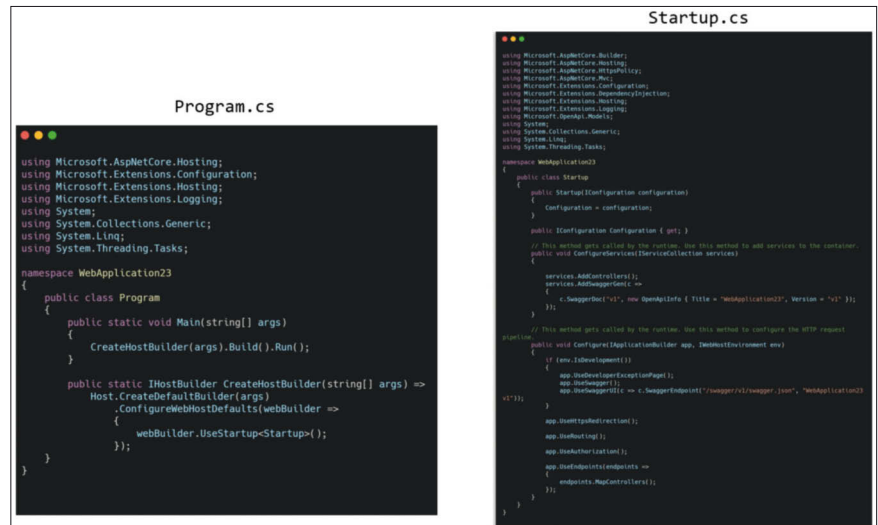 Program.cs
using Microsoft.AspNetCore.Hosting;
using Microsoft.Extensions.Configuration;
using Microsoft.Extensions.Hosting;
using Microsoft.Extensions.Logging;
using System;
using System.Collections.Generic;
using System.Linq;
using System.Threading.Tasks;
namespace WebApplication23
{
public class Program
{
public static void Main(string[] args)
{
CreateHostBuilder(args).Build().Run();
}
public static IHostBuilder CreateHostBuilder(string[] args) =>
Host.CreateDefaultBuilder(args)
.ConfigureWebHostDefaults(webBuilder =>
{
webBuilder.UseStartup<Startup>();
});
}
}
Startup.cs
using Microsoft.AspNetCore.Builder;
using Microsoft.AspNetCore.Hosting;
using Microsoft.AspNetCore.HttpsPolicy;
using Microsoft.AspNetCore.Mvc;
using Microsoft.Extensions.Configuration;
using Microsoft.Extensions.DependencyInjection;
using Microsoft.Extensions.Hosting;
using Microsoft.Extensions.Logging;
using Microsoft.OpenApi.Models;
using System;
using System.Collections.Generic;
using System.Linq;
using System.Threading.Tasks;
namespace WebApplication23
{
public class Startup
{
public Startup(IConfiguration configuration)
{
Configuration = configuration;
}
public IConfiguration Configuration { get; }
// This method gets called by the runtime. Use this method to add services to the container.
public void ConfigureServices(IServiceCollection services)
{
services.AddControllers();
services.AddSwaggerGen(c =>
{
c.SwaggerDoc("v1", new OpenApiInfo { Title = "WebApplication23", Version = "v1" });
});
}
// This method gets called by the runtime. Use this method to configure the HTTP request
pipeline.
public void Configure(IApplicationBuilder app, IWebHostEnvironment env)
{
if (env.IsDevelopment())
{
app.UseDeveloperExceptionPage();
app.UseSwagger();
app.UseSwaggerUI(c => c.SwaggerEndpoint("/swagger/v1/swagger.json", "WebApplication23
v1"));
}
app.UseHttpsRedirection();
app.UseRouting();
app.UseAuthorization();
app.UseEndpoints(endpoints =>
{
endpoints.MapControllers();
});
}
}
}